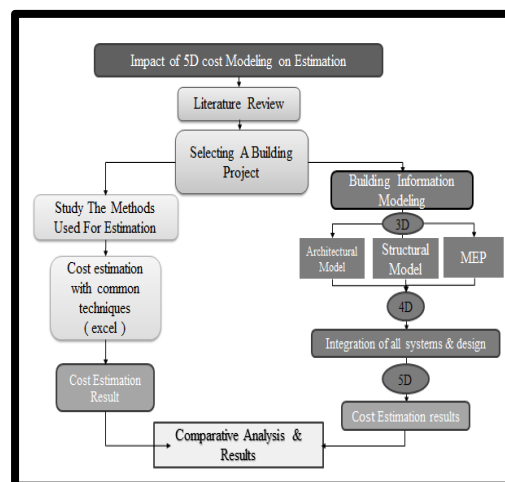 Impact of 5D cost Modeling on Estimation
Literature Review
Selecting A Building
Project
Study The Methods
Used For Estimation
Cost estimation
with common
techniques
( excel )
Cost Estimation
Result
Building Information
Modeling
3D
Architectural
Model
Structural
Model
MEP
4D
Integration of all systems & design
5D
Cost Estimation results
Comparative Analysis &
Results